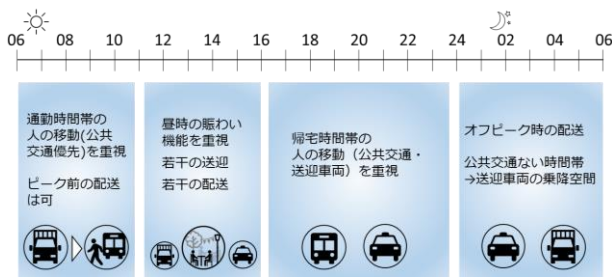 06 08 10 12 14 16 18 20 22 24 02 04 06
通勤時間帯の
人の移動(公共
交通優先)を重視
ピーク前の配送
は可
昼時の賑わい
機能を重視
若干の送迎
若干の配送
帰宅時間帯の
人の移動（公共交通・
送迎車両）を重視
オフピーク時の配送
公共交通ない時間帯
→送迎車両の乗降空間